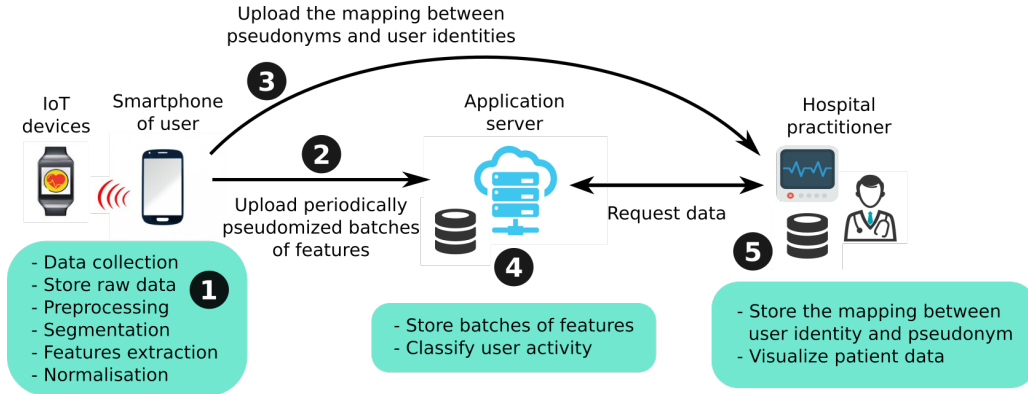 Upload the mapping between
pseudonyms and user identities
3
IoT
devices
Smartphone
of user
Application
server
Hospital
practitioner
2
Upload periodically
pseudomized batches
of features
Request data
1
- Data collection
- Store raw data
- Preprocessing
- Segmentation
- Features extraction
- Normalisation
4
- Store batches of features
- Classify user activity
5
- Store the mapping between
user identity and pseudonym
- Visualize patient data